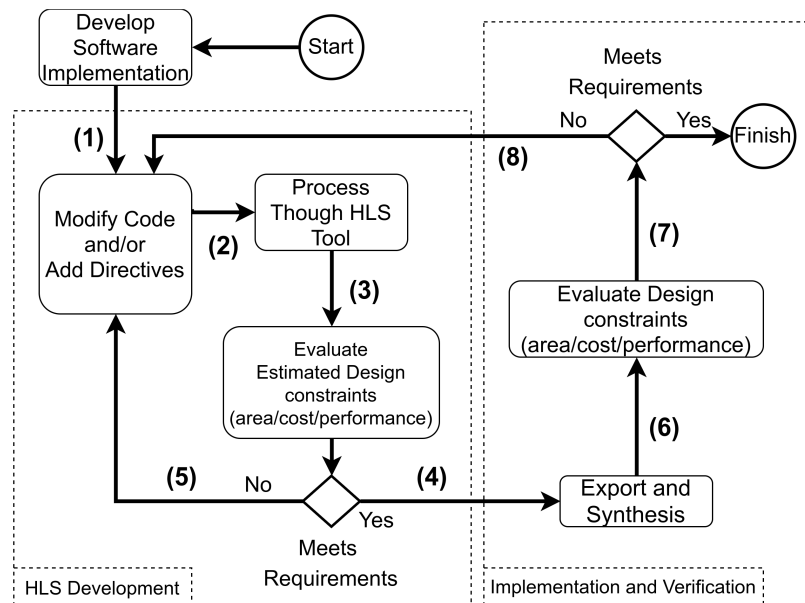 Develop
Software
Implementation
Start
(1)
Modify Code
and/or
Add Directives
(2)
Process
Though HLS
Tool
(3)
Evaluate
Estimated Design
constraints
(area/cost/performance)
(5)
No
Yes
(4)
Meets
Requirements
HLS Development
Export and
Synthesis
(6)
Evaluate Design
constraints
(area/cost/performance)
(7)
Meets
Requirements
No
Yes
(8)
Finish
Implementation and Verification